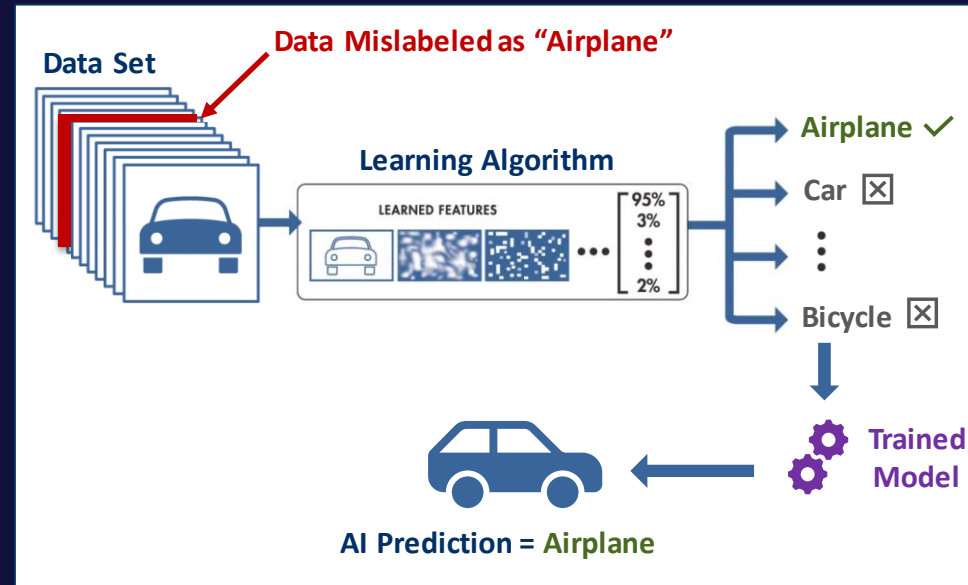 Data Mislabeled as “Airplane”
Data Set
Learning Algorithm
LEARNED FEATURES
95%
3%
2%
Airplane ✓
Car ☒
Bicycle ☒
Trained
Model
AI Prediction = Airplane